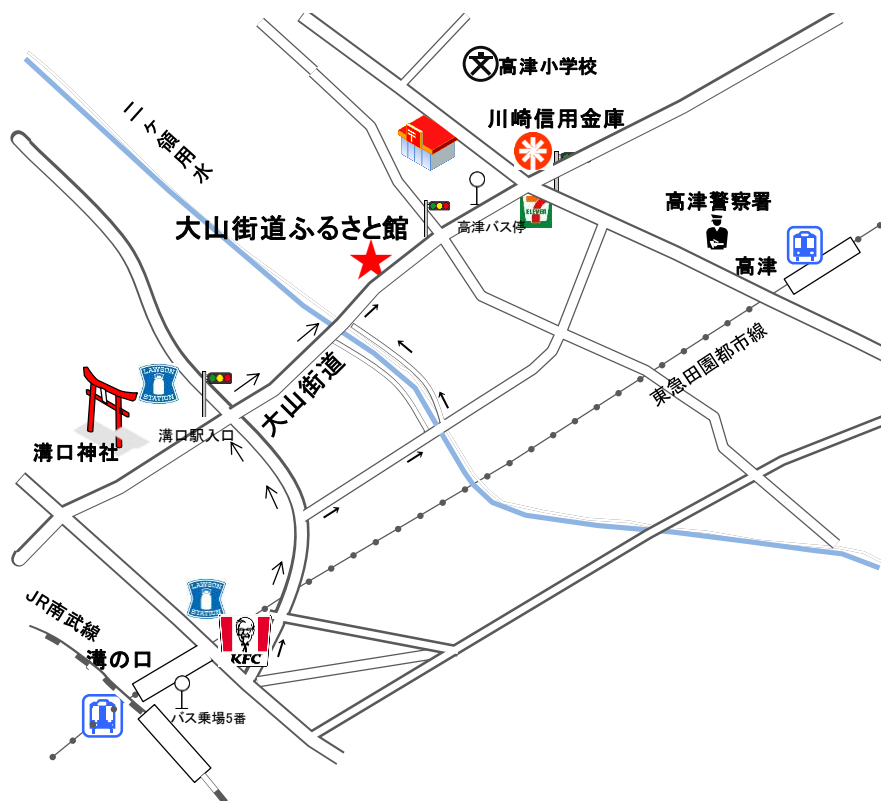 高津小学校
川崎信用金庫
二ヶ領用水
高津警察署
大山街道ふるさと館
ELEVEN
高津バス停
高津
東急田園都市線
大山街道
LAWSON
STATION
溝口駅入口
溝口神社
LAWSON
STATION
JR南武線
KFC
溝の口
バス乗場5番